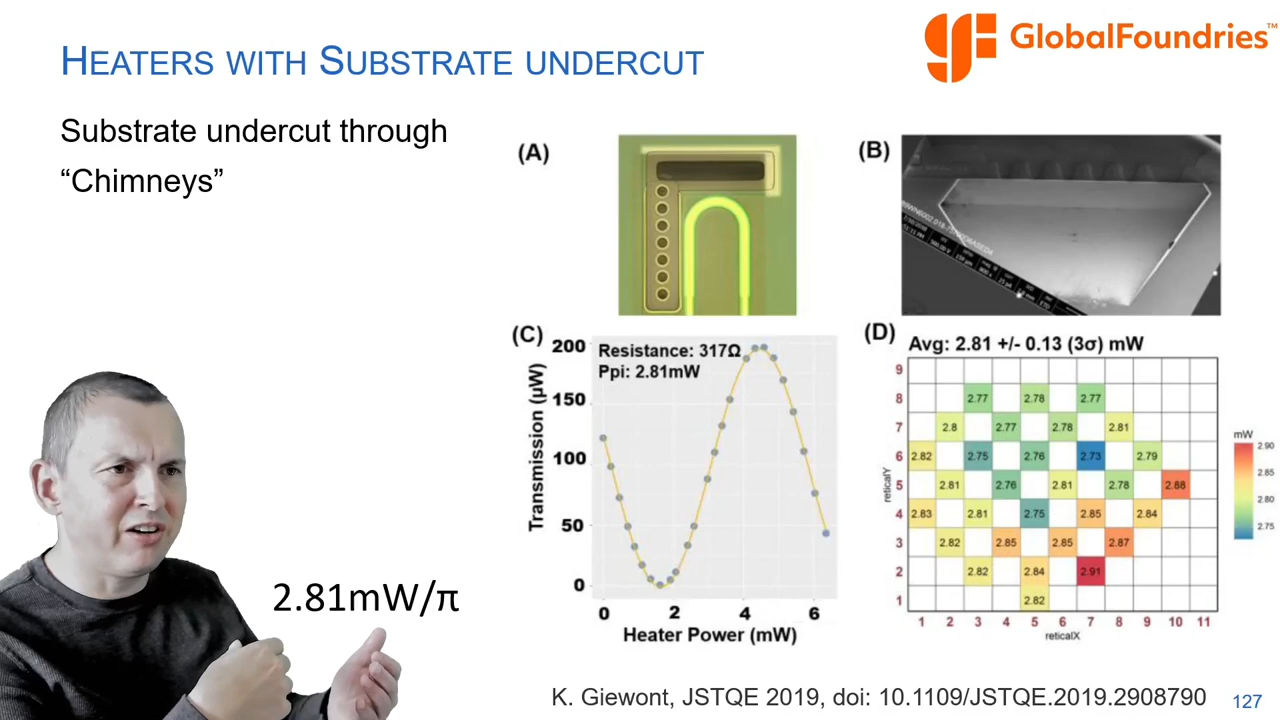 HEATERS WITH SUBSTRATE UNDERCUT
GlobalFoundries™
Substrate undercut through
“Chimneys”
(A)
(B)
(C)
Resistance: 317Ω
Ppi: 2.81mW
200
150
100
50
0
Transmission (µW)
0 2 4 6
Heater Power (mW)
(D)
Avg: 2.81 +/- 0.13 (3σ) mW
9
8 2.77 2.78 2.77
7 2.8 2.77 2.78 2.81
6 2.82 2.75 2.76 2.73 2.79
5 2.81 2.76 2.81 2.78 2.88
4 2.83 2.81 2.75 2.85 2.84
3 2.82 2.85 2.85 2.87
2 2.82 2.84 2.91
1 2.82
1 2 3 4 5 6 7 8 9 10 11
reticalX
reticalY
mW
2.90
2.85
2.80
2.75
2.81mW/π
K. Giewont, JSTQE 2019, doi: 10.1109/JSTQE.2019.2908790
127